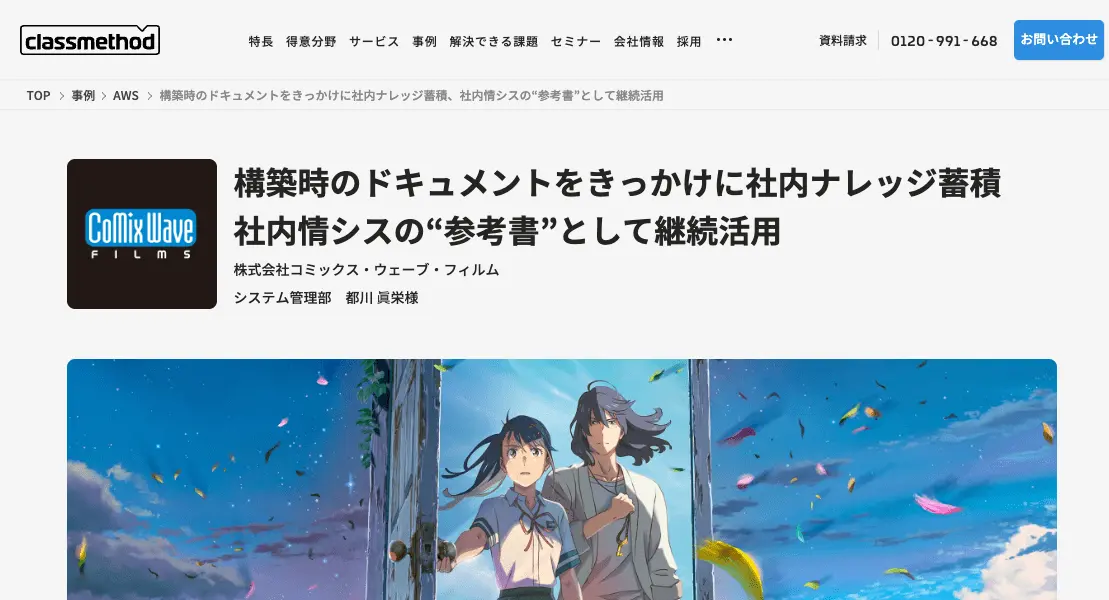 classmethod
特長 得意分野 サービス 事例 解決できる課題 セミナー 会社情報 採用 ･･･
資料請求 0120-991-668 お問い合わせ
TOP > 事例 > AWS > 構築時のドキュメントをきっかけに社内ナレッジ蓄積、社内情シスの“参考書”として継続活用
CoMix Wave
FILMS
構築時のドキュメントをきっかけに社内ナレッジ蓄積
社内情シスの“参考書”として継続活用
株式会社コミックス・ウェーブ・フィルム
システム管理部　都川 眞栄様